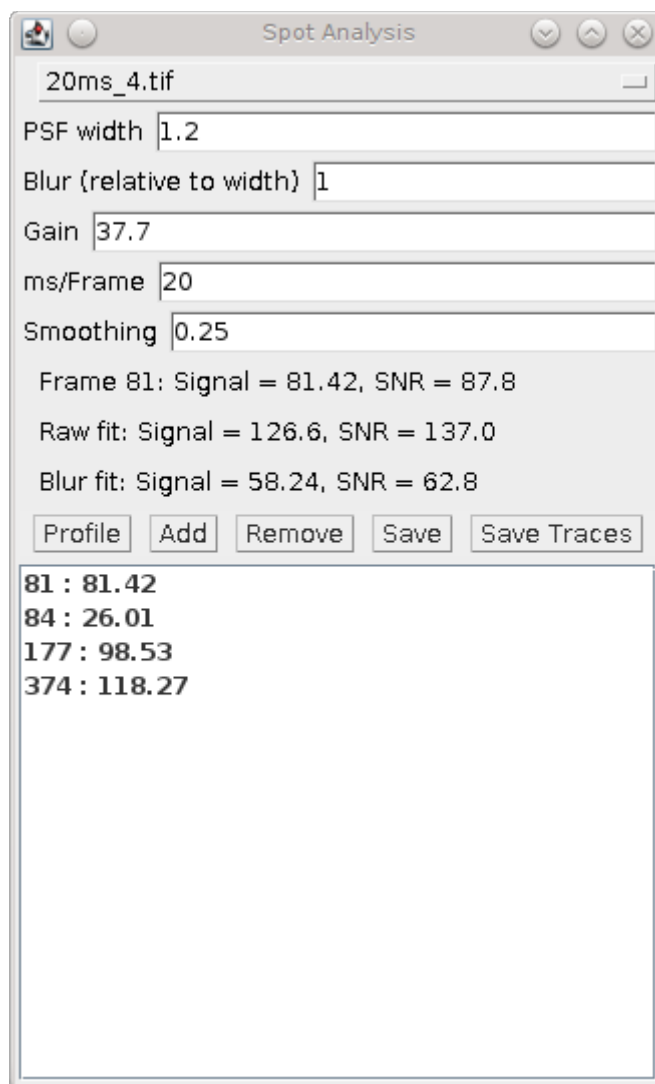 Spot Analysis
20ms_4.tif
PSF width 1.2
Blur (relative to width) 1
Gain 37.7
ms/Frame 20
Smoothing 0.25
Frame 81: Signal = 81.42, SNR = 87.8
Raw fit: Signal = 126.6, SNR = 137.0
Blur fit: Signal = 58.24, SNR = 62.8
Profile Add Remove Save Save Traces
81 : 81.42
84 : 26.01
177 : 98.53
374 : 118.27